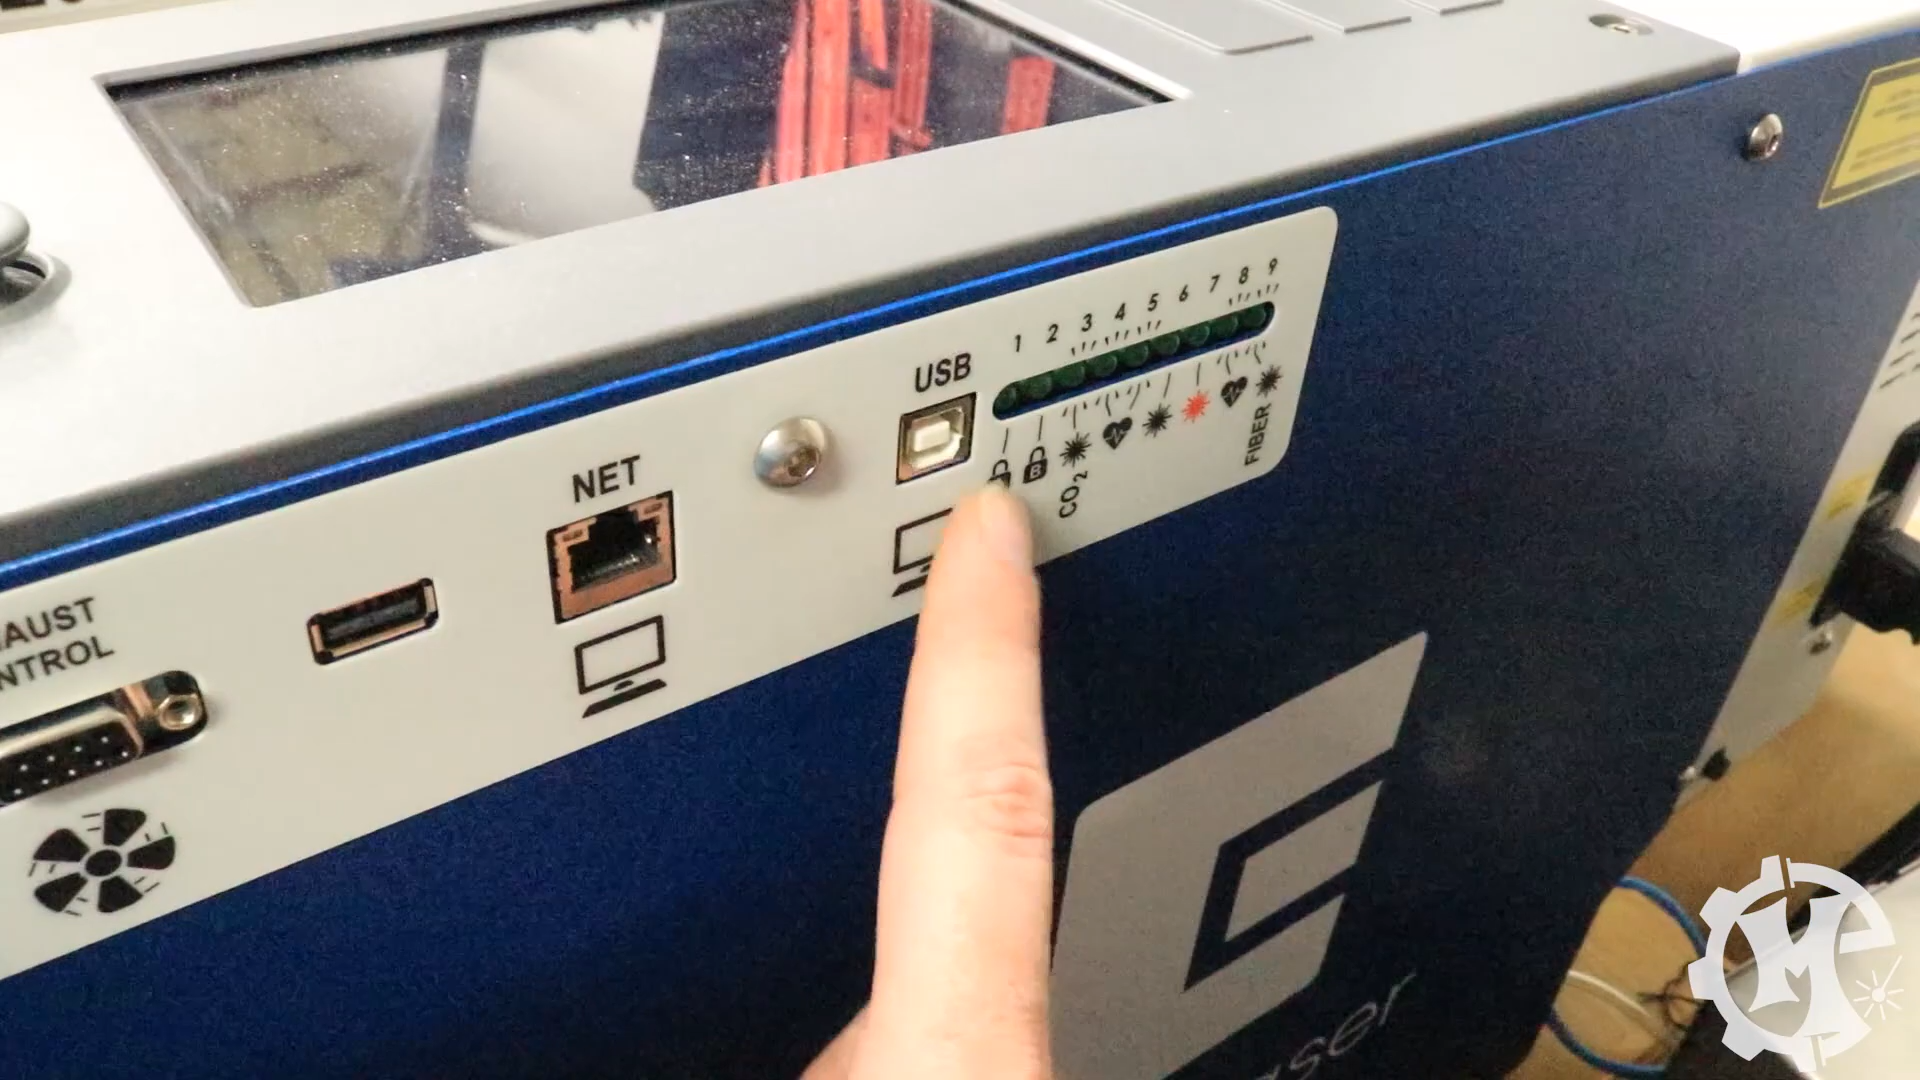 USB
1 2 3 4 5 6 7 8 9
NET
CO2
B
FIBER
AUST
NTROL
aser
M